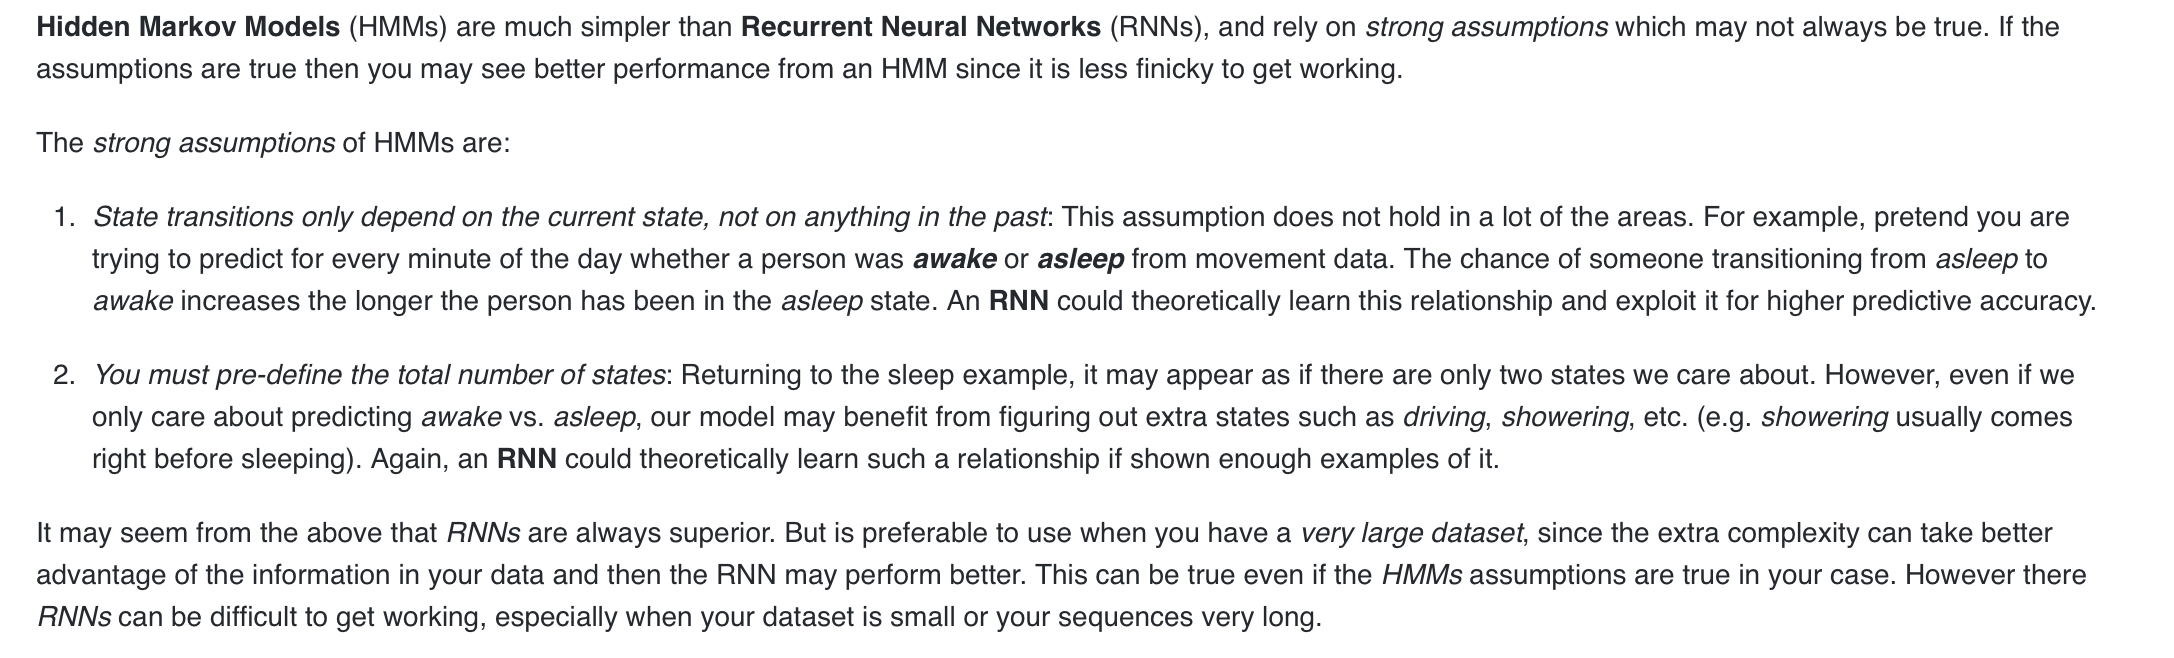 Hidden Markov Models (HMMs) are much simpler than Recurrent Neural Networks (RNNs), and rely on strong assumptions which may not always be true. If the
assumptions are true then you may see better performance from an HMM since it is less finicky to get working.
The strong assumptions of HMMs are:
1. State transitions only depend on the current state, not on anything in the past: This assumption does not hold in a lot of the areas. For example, pretend you are
trying to predict for every minute of the day whether a person was awake or asleep from movement data. The chance of someone transitioning from asleep to
awake increases the longer the person has been in the asleep state. An RNN could theoretically learn this relationship and exploit it for higher predictive accuracy.
2. You must pre-define the total number of states: Returning to the sleep example, it may appear as if there are only two states we care about. However, even if we
only care about predicting awake vs. asleep, our model may benefit from figuring out extra states such as driving, showering, etc. (e.g. showering usually comes
right before sleeping). Again, an RNN could theoretically learn such a relationship if shown enough examples of it.
It may seem from the above that RNNs are always superior. But is preferable to use when you have a very large dataset, since the extra complexity can take better
advantage of the information in your data and then the RNN may perform better. This can be true even if the HMMs assumptions are true in your case. However there
RNNs can be difficult to get working, especially when your dataset is small or your sequences very long.